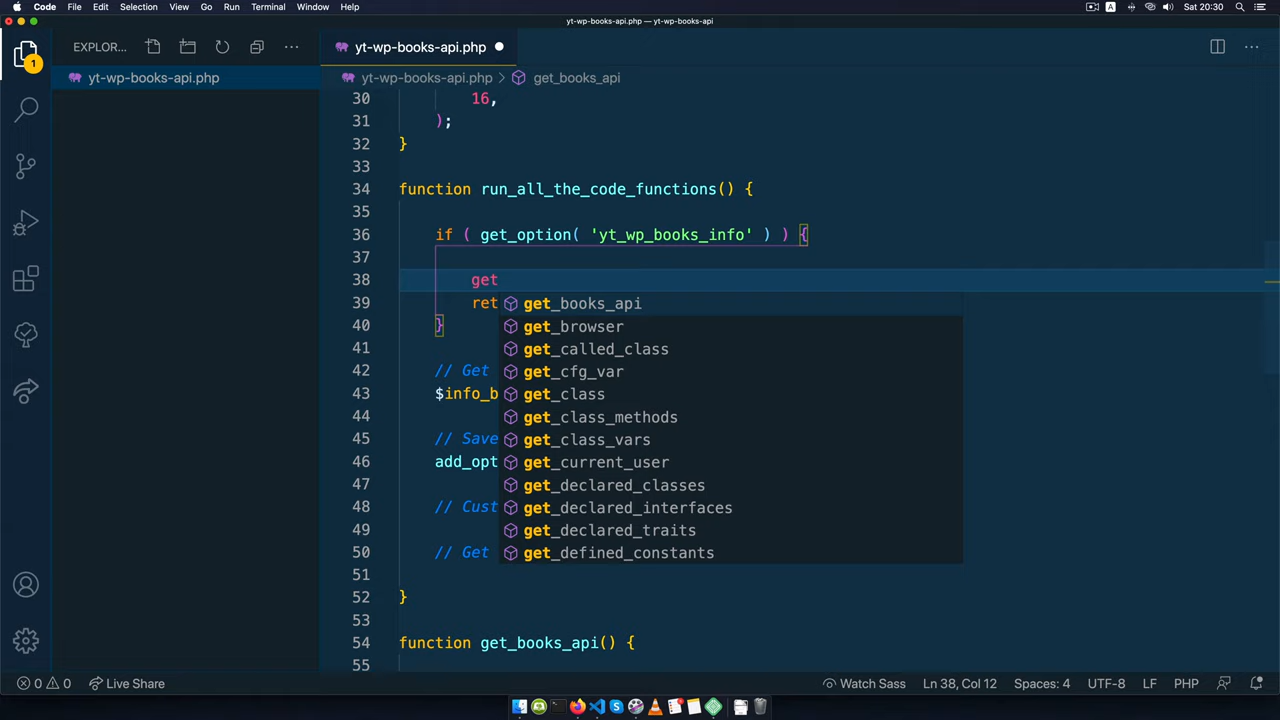 Code File Edit Selection View Go Run Terminal Window Help A Sat 20:30
yt-wp-books-api.php — yt-wp-books-api
EXPLOR... yt-wp-books-api.php
1
yt-wp-books-api.php yt-wp-books-api.php > get_books_api
30 16,
31 );
32 }
33
34 function run_all_the_code_functions() {
35
36 if ( get_option( 'yt_wp_books_info' ) ) {
37
38 get
39 ret get_books_api
get_browser
40 }
41 get_called_class
42 // Get get_cfg_var
43 $info_b get_class
44 get_class_methods
45 // Save get_class_vars
46 add_opt get_current_user
47 get_declared_classes
48 // Cust get_declared_interfaces
49 get_declared_traits
50 // Get get_defined_constants
51
52 }
53
54 function get_books_api() {
55
0 0 Live Share Watch Sass Ln 38, Col 12 Spaces: 4 UTF-8 LF PHP